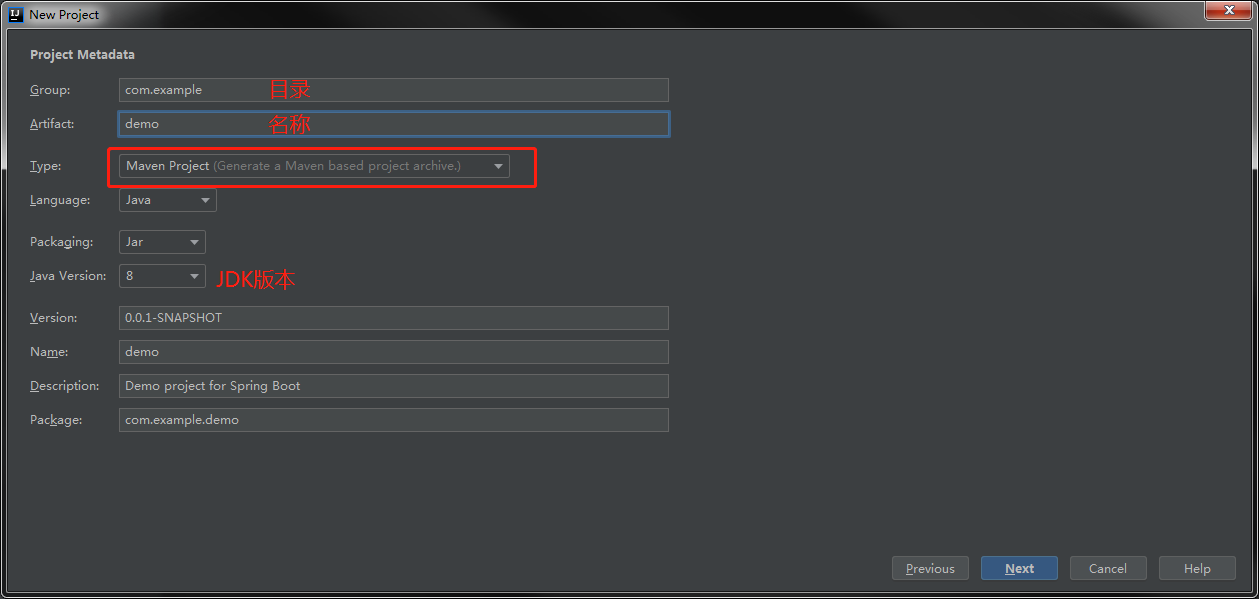 New Project
Project Metadata
Group: com.example 目录
Artifact: demo 名称
Type: Maven Project (Generate a Maven based project archive.)
Language: Java
Packaging: Jar
Java Version: 8 JDK版本
Version: 0.0.1-SNAPSHOT
Name: demo
Description: Demo project for Spring Boot
Package: com.example.demo
Previous Next Cancel Help